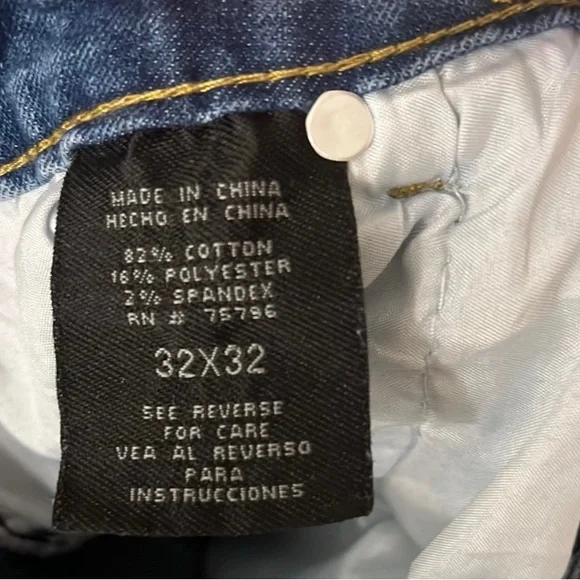 MADE IN CHINA
HECHO EN CHINA
82% COTTON
16% POLYESTER
2% SPANDEX
RN # 75796
32X32
SEE REVERSE
FOR CARE
VEA AL REVERSO
PARA
INSTRUCCIONES